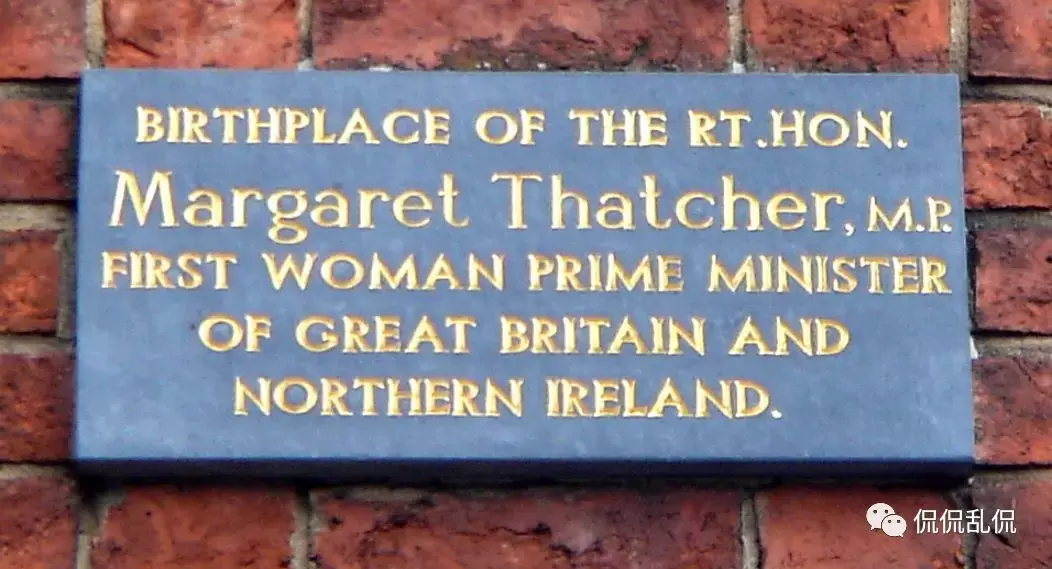 BIRTHPLACE OF THE RT.HON.
Margaret Thatcher, M.P.
FIRST WOMAN PRIME MINISTER
OF GREAT BRITAIN AND
NORTHERN IRELAND.
侃侃乱侃